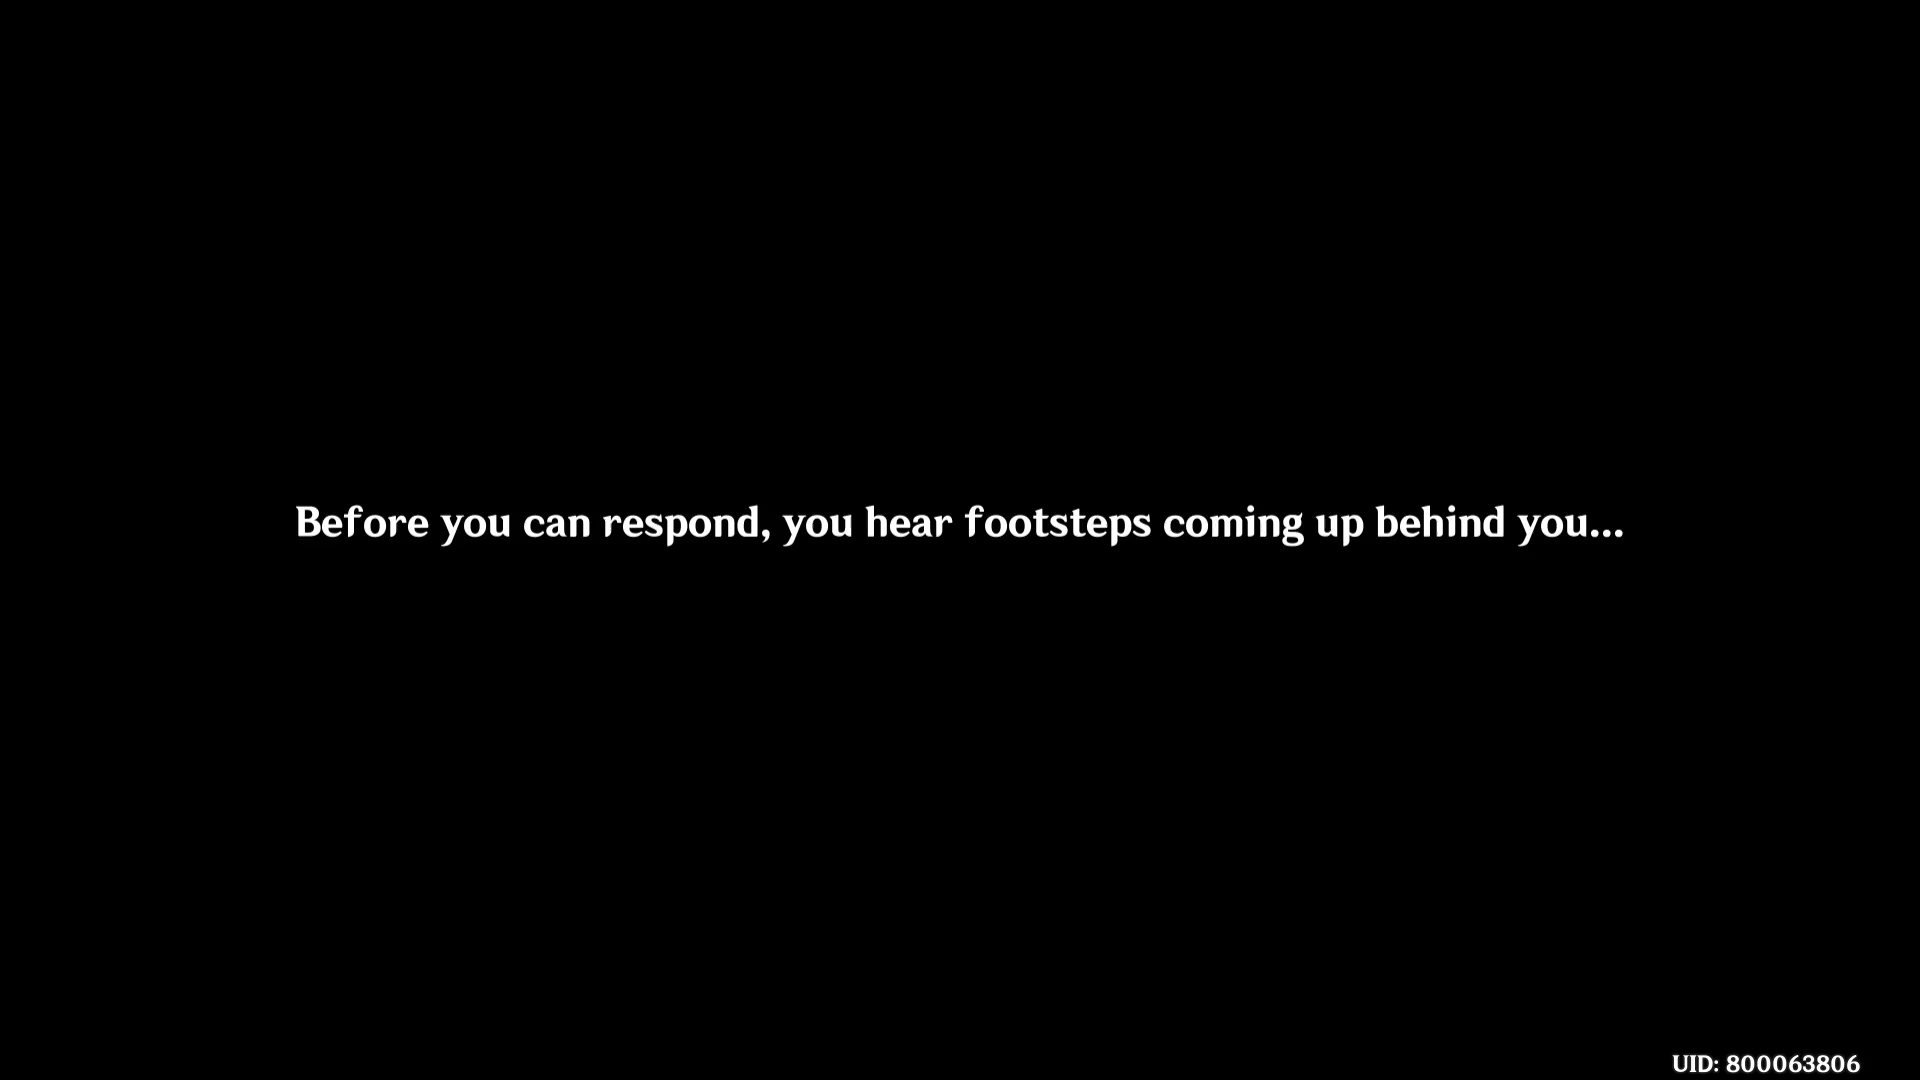 Before you can respond, you hear footsteps coming up behind you...
UID: 800063806